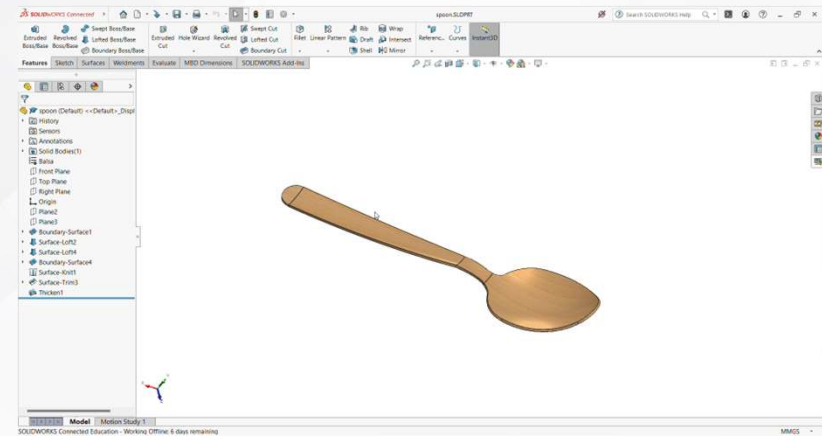 SOLIDWORKS Connected
spoon.SLDPRT
Search SOLIDWORKS Help
Extruded Boss/Base
Revolved Boss/Base
Swept Boss/Base
Lofted Boss/Base
Boundary Boss/Base
Extruded Cut
Hole Wizard
Revolved Cut
Swept Cut
Lofted Cut
Boundary Cut
Fillet
Linear Pattern
Rib
Draft
Shell
Wrap
Intersect
Mirror
Referenc...
Curves
Instant3D
Features Sketch Surfaces Weldments Evaluate MBD Dimensions SOLIDWORKS Add-Ins
spoon (Default) <<Default>_Displ
History
Sensors
Annotations
Solid Bodies(1)
Balsa
Front Plane
Top Plane
Right Plane
Origin
Plane2
Plane3
Boundary-Surface1
Surface-Loft2
Surface-Loft4
Boundary-Surface4
Surface-Knit1
Surface-Trim3
Thicken1
Model Motion Study 1
SOLIDWORKS Connected Education - Working Offline: 6 days remaining
MMGS